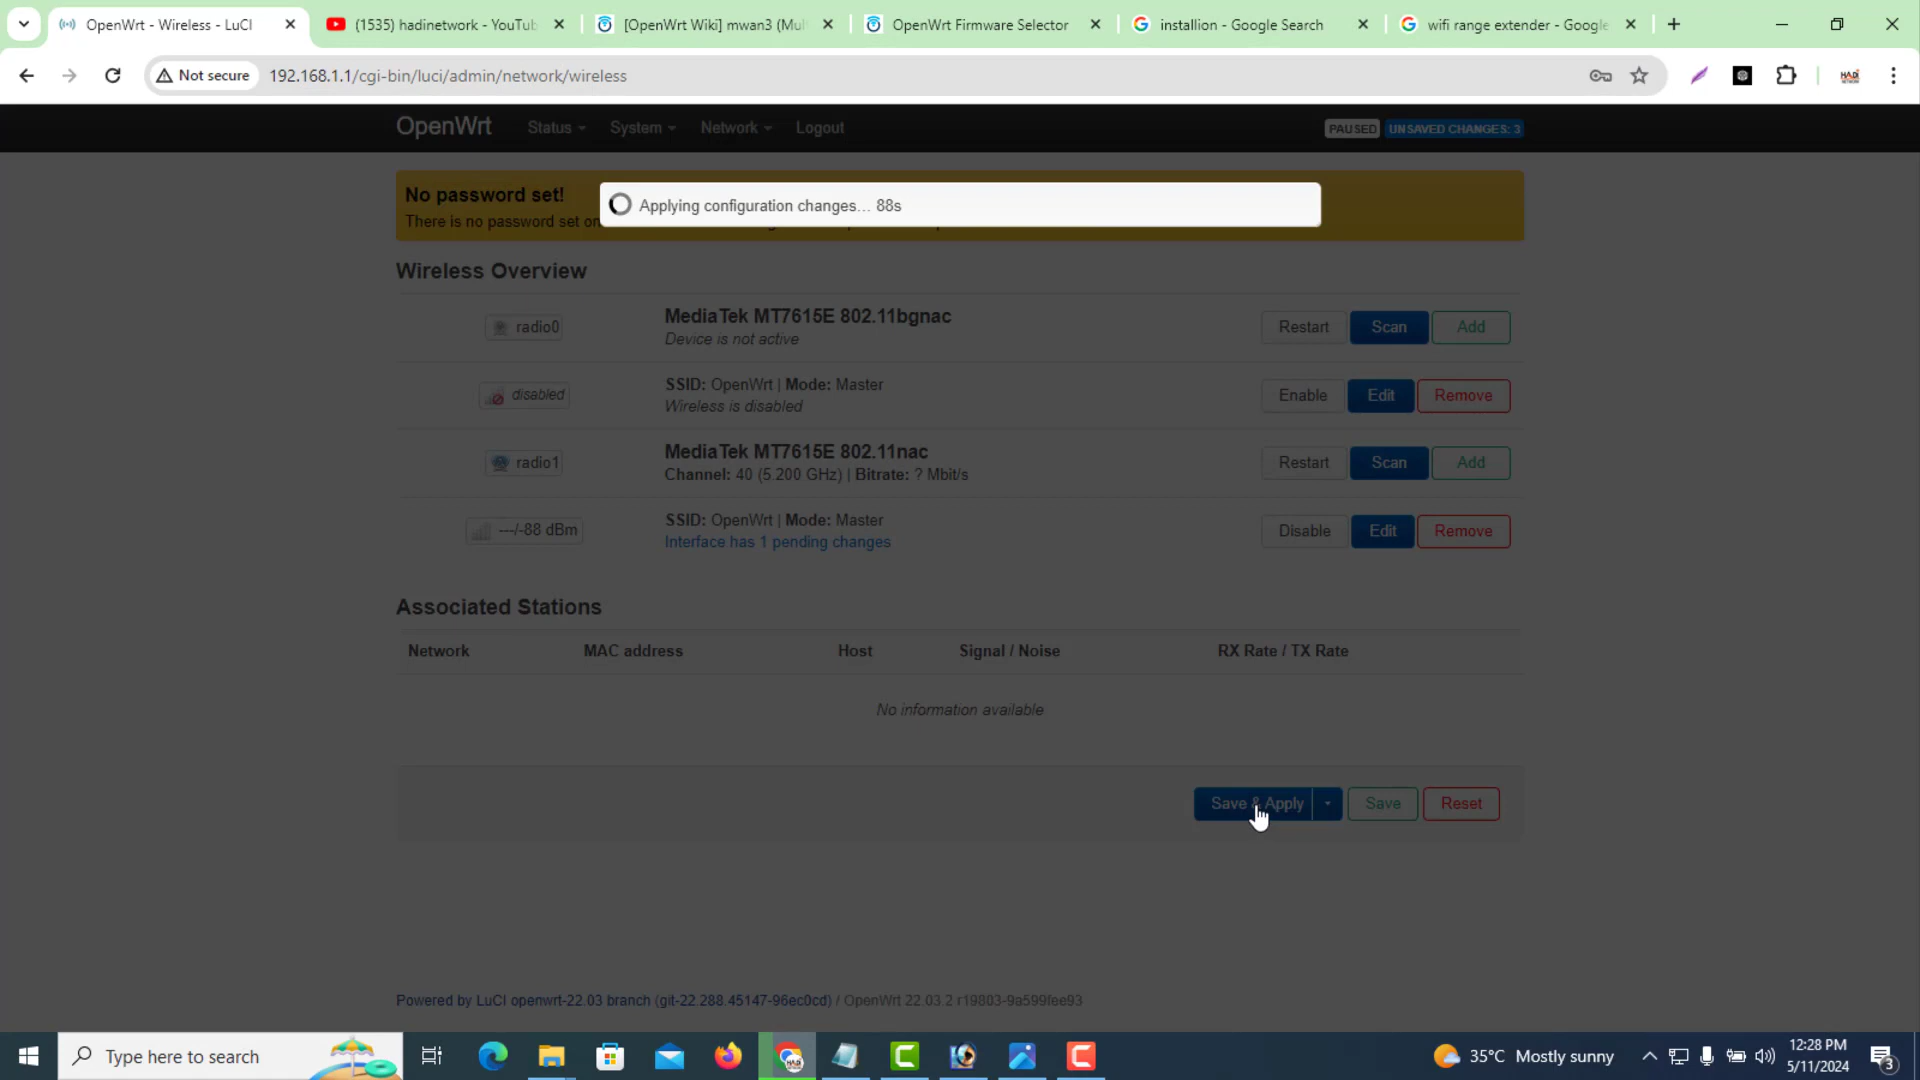 OpenWrt - Wireless - LuCI
(1535) hadinetwork - YouTub
[OpenWrt Wiki] mwan3 (Mul
OpenWrt Firmware Selector
installion - Google Search
wifi range extender - Google
Not secure
192.168.1.1/cgi-bin/luci/admin/network/wireless
OpenWrt
Status
System
Network
Logout
PAUSED
UNSAVED CHANGES: 3
No password set!
There is no password set on
Applying configuration changes… 88s
Wireless Overview
radio0
MediaTek MT7615E 802.11bgnac
Device is not active
Restart
Scan
Add
disabled
SSID: OpenWrt | Mode: Master
Wireless is disabled
Enable
Edit
Remove
radio1
MediaTek MT7615E 802.11nac
Channel: 40 (5.200 GHz) | Bitrate: ? Mbit/s
Restart
Scan
Add
---/-88 dBm
SSID: OpenWrt | Mode: Master
Interface has 1 pending changes
Disable
Edit
Remove
Associated Stations
Network
MAC address
Host
Signal / Noise
RX Rate / TX Rate
No information available
Save & Apply
Save
Reset
Powered by LuCI openwrt-22.03 branch (git-22.288.45147-96ec0cd) / OpenWrt 22.03.2 r19803-9a599fee93
Type here to search
35°C Mostly sunny
12:28 PM
5/11/2024
3